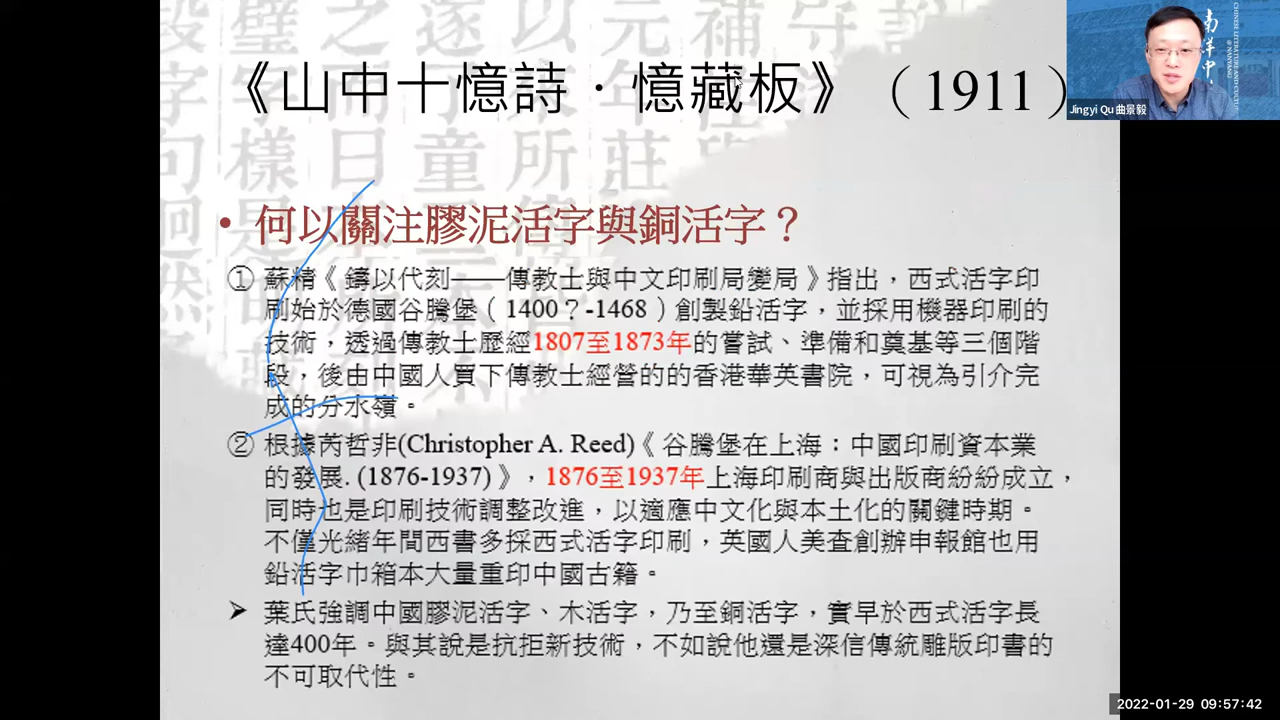 《山中十憶詩．憶藏板》（1911）
Jingyi Qu 曲景毅
南洋中
CHINESE LITERATURE AND CULTURE
• 何以關注膠泥活字與銅活字？
① 蘇精《鑄以代刻——傳教士與中文印刷局變局》指出，西式活字印
刷始於德國谷騰堡（1400？-1468）創製鉛活字，並採用機器印刷的
技術，透過傳教士歷經1807至1873年的嘗試、準備和奠基等三個階
段，後由中國人買下傳教士經營的的香港華英書院，可視為引介完
成的分水嶺。
② 根據芮哲非(Christopher A. Reed)《谷騰堡在上海：中國印刷資本業
的發展. (1876-1937)》，1876至1937年上海印刷商與出版商紛紛成立，
同時也是印刷技術調整改進，以適應中文化與本土化的關鍵時期。
不僅光緒年間西書多採西式活字印刷，英國人美查創辦申報館也用
鉛活字巾箱本大量重印中國古籍。
➢ 葉氏強調中國膠泥活字、木活字，乃至銅活字，實早於西式活字長
達400年。與其說是抗拒新技術，不如說他還是深信傳統雕版印書的
不可取代性。
2022-01-29 09:57:42